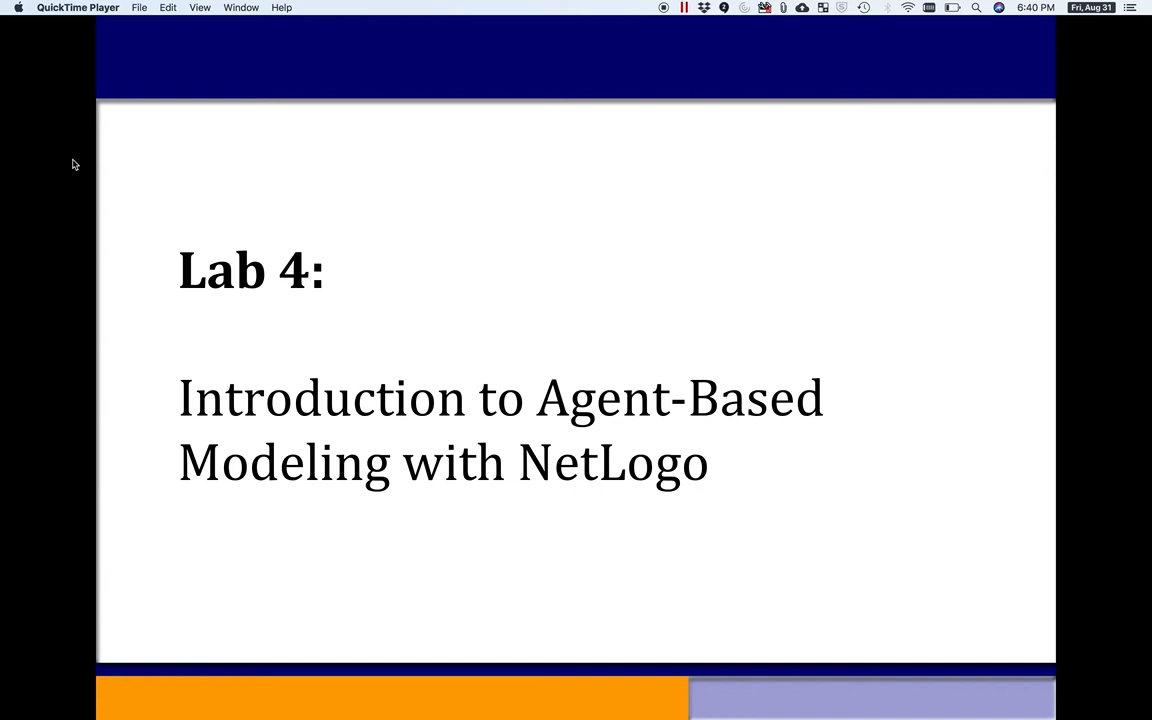 QuickTime Player File Edit View Window Help 6:40 PM Fri, Aug 31
Lab 4:
Introduction to Agent-Based
Modeling with NetLogo